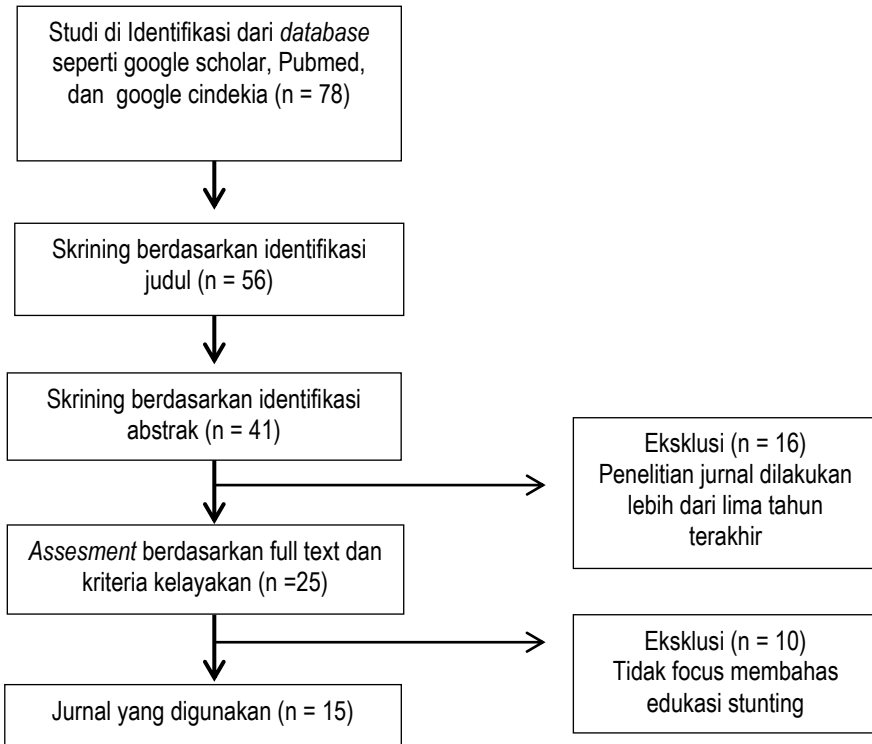 Studi di Identifikasi dari database
seperti google scholar, Pubmed,
dan google cindekia (n = 78)
Skrining berdasarkan identifikasi
judul (n = 56)
Skrining berdasarkan identifikasi
abstrak (n = 41)
Eksklusi (n = 16)
Penelitian jurnal dilakukan
lebih dari lima tahun
terakhir
Assesment berdasarkan full text dan
kriteria kelayakan (n =25)
Eksklusi (n = 10)
Tidak focus membahas
edukasi stunting
Jurnal yang digunakan (n = 15)